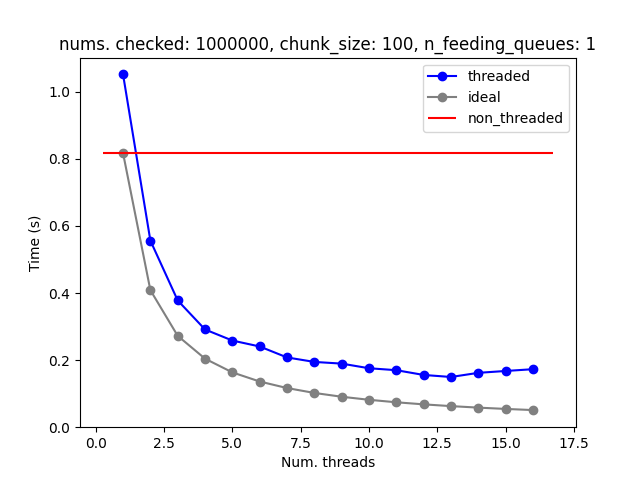 nums. checked: 1000000, chunk_size: 100, n_feeding_queues: 1
threaded
ideal
non_threaded
1.0
0.8
0.6
0.4
0.2
0.0
Time (s)
0.0 2.5 5.0 7.5 10.0 12.5 15.0 17.5
Num. threads